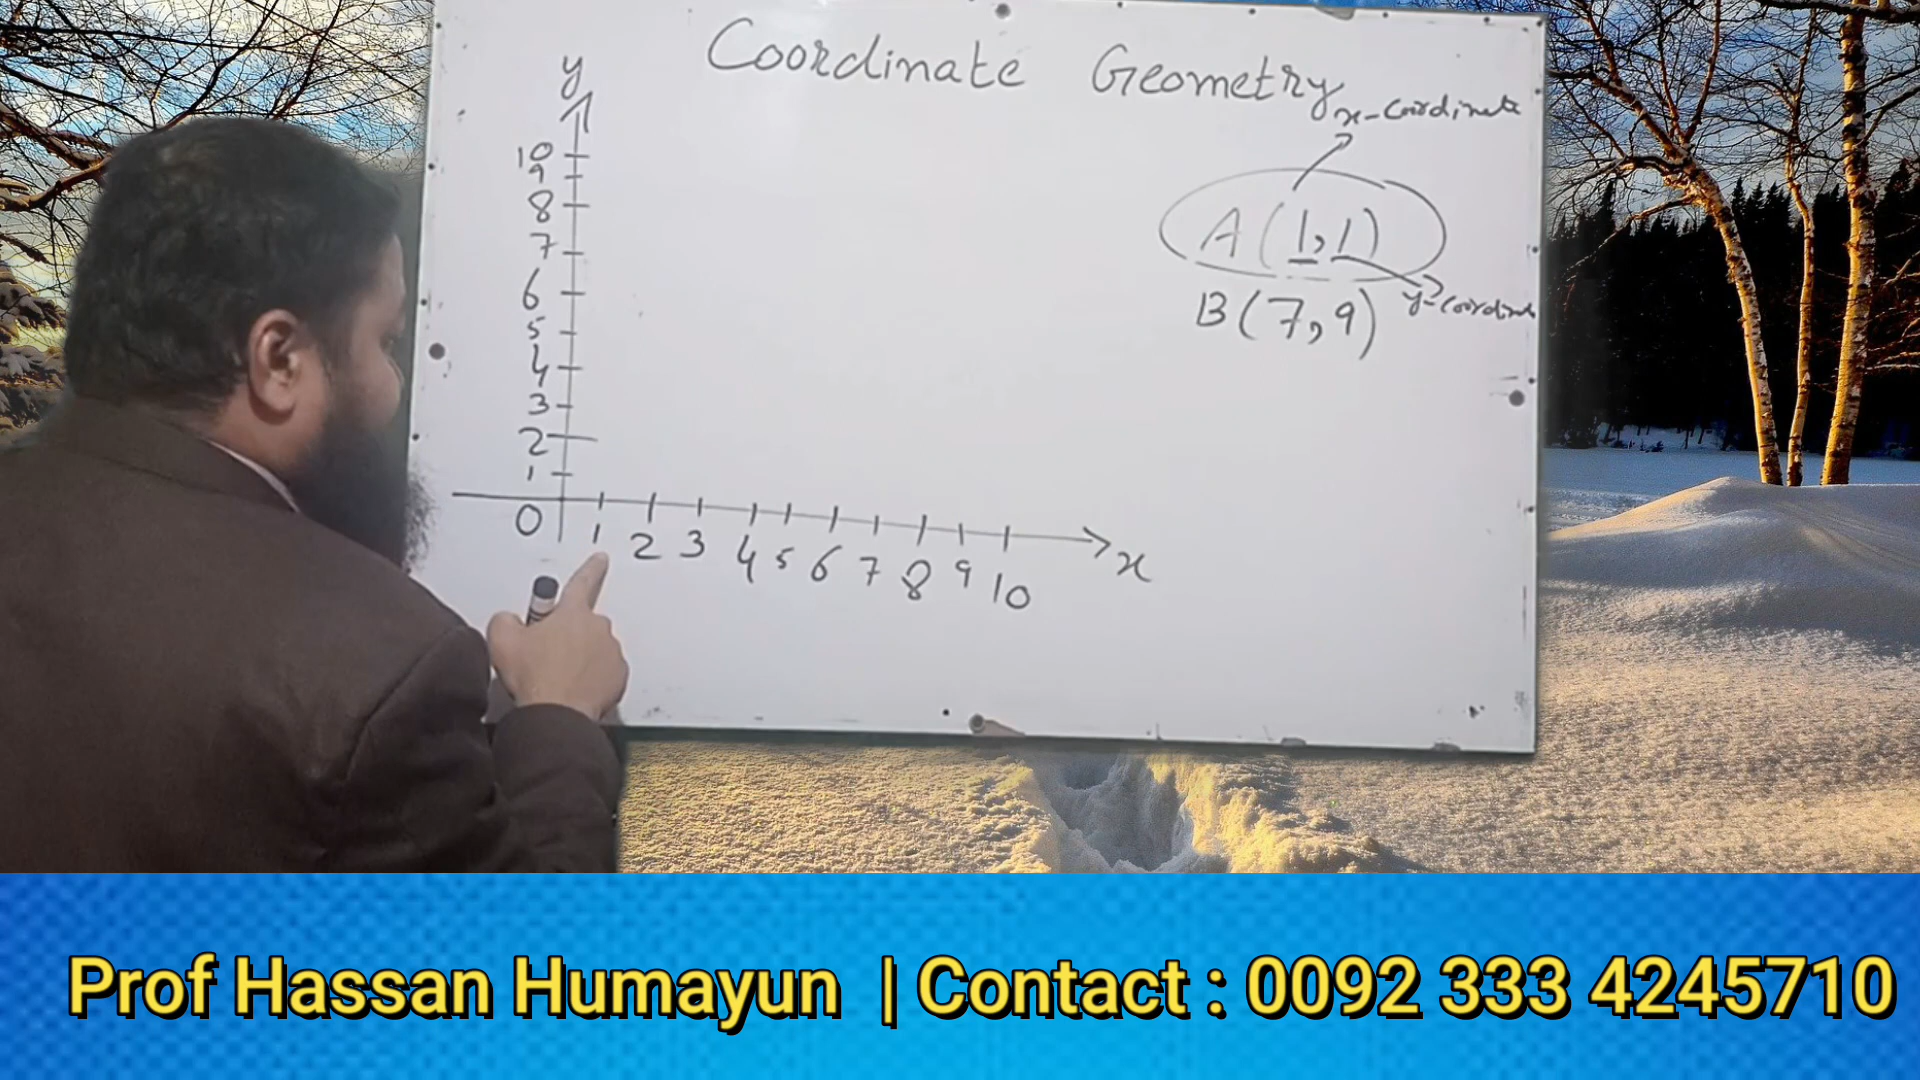 Coordinate Geometry
x-coordinate
A(1,1)
y-coordin
B(7,9)
y
10
9
8
7
6
5
4
3
2
1
0 1 2 3 4 5 6 7 8 9 10 x
Prof Hassan Humayun | Contact : 0092 333 4245710